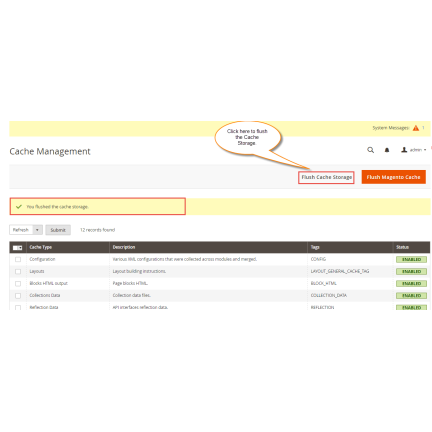 System Messages: 1
Click here to flush
the Cache
Storage.
Cache Management
admin
Flush Cache Storage
Flush Magento Cache
You flushed the cache storage.
Refresh
Submit
12 records found
Cache Type Description Tags Status
Configuration Various XML configurations that were collected across modules and merged. CONFIG ENABLED
Layouts Layout building instructions. LAYOUT_GENERAL_CACHE_TAG ENABLED
Blocks HTML output Page blocks HTML. BLOCK_HTML ENABLED
Collections Data Collection data files. COLLECTION_DATA ENABLED
Reflection Data API interfaces reflection data. REFLECTION ENABLED